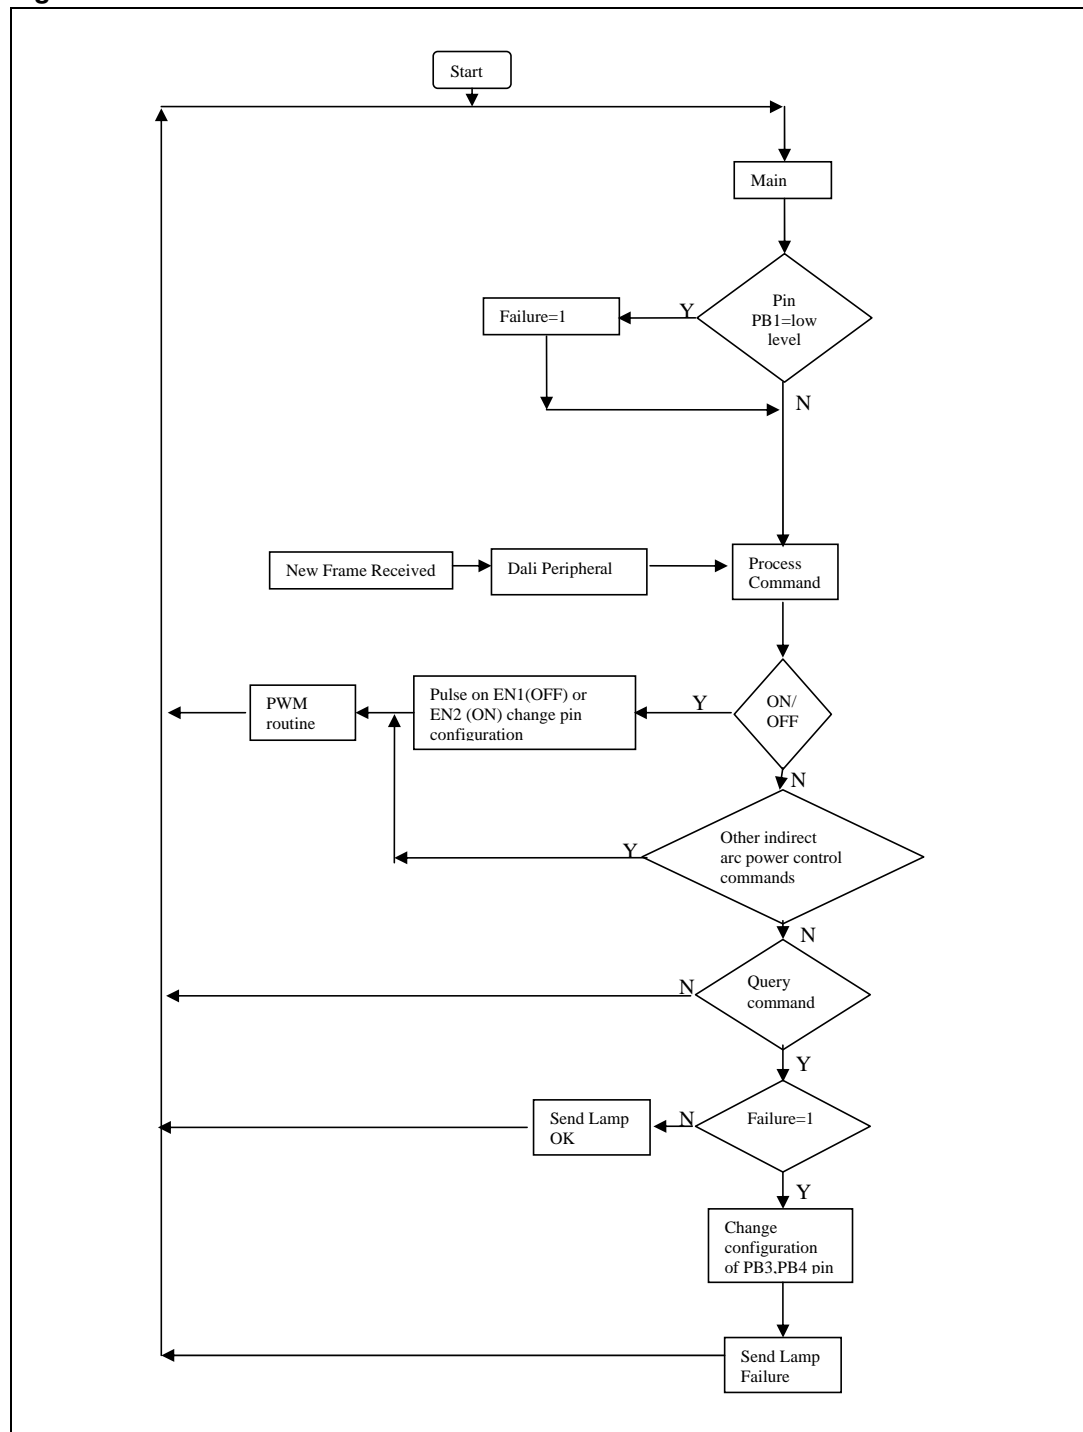 Start
Main
Pin
PB1=low
level
Y
Failure=1
N
New Frame Received
Dali Peripheral
Process
Command
ON/
OFF
Y
Pulse on EN1(OFF) or
EN2 (ON) change pin
configuration
PWM
routine
N
Other indirect
arc power control
commands
Y
N
Query
command
N
Y
Failure=1
N
Send Lamp
OK
Y
Change
configuration
of PB3,PB4 pin
Send Lamp
Failure